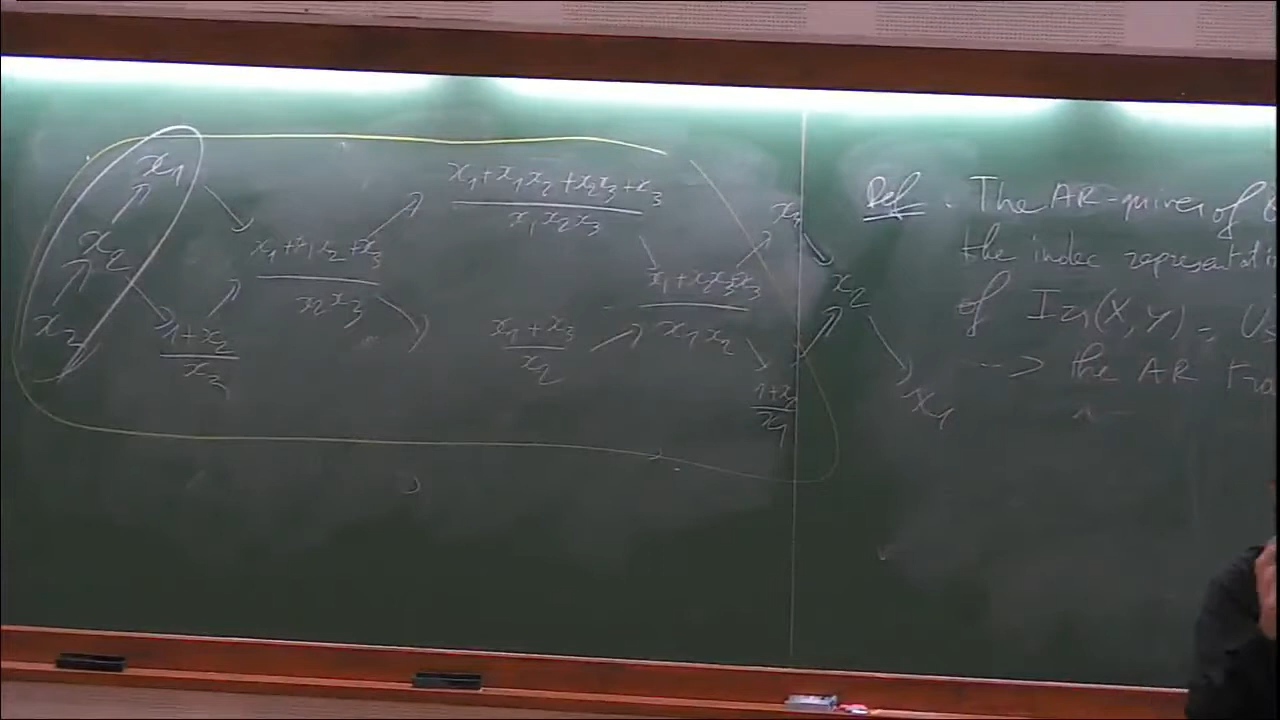 x₁
x₂
x₃
(1+x₂)/x₃
(x₁+x₁x₂+x₃)/(x₂x₃)
(x₁+x₁x₂+x₂x₃+x₃)/(x₁x₂x₃)
(x₁+x₃)/x₂
(x₁+x₂x₃+x₃)/(x₁x₂)
(1+x₂)/x₁
x₃
x₂
x₁
Def. The AR-quiver of
the index representati
of Irr(X,Y) =
--> the AR